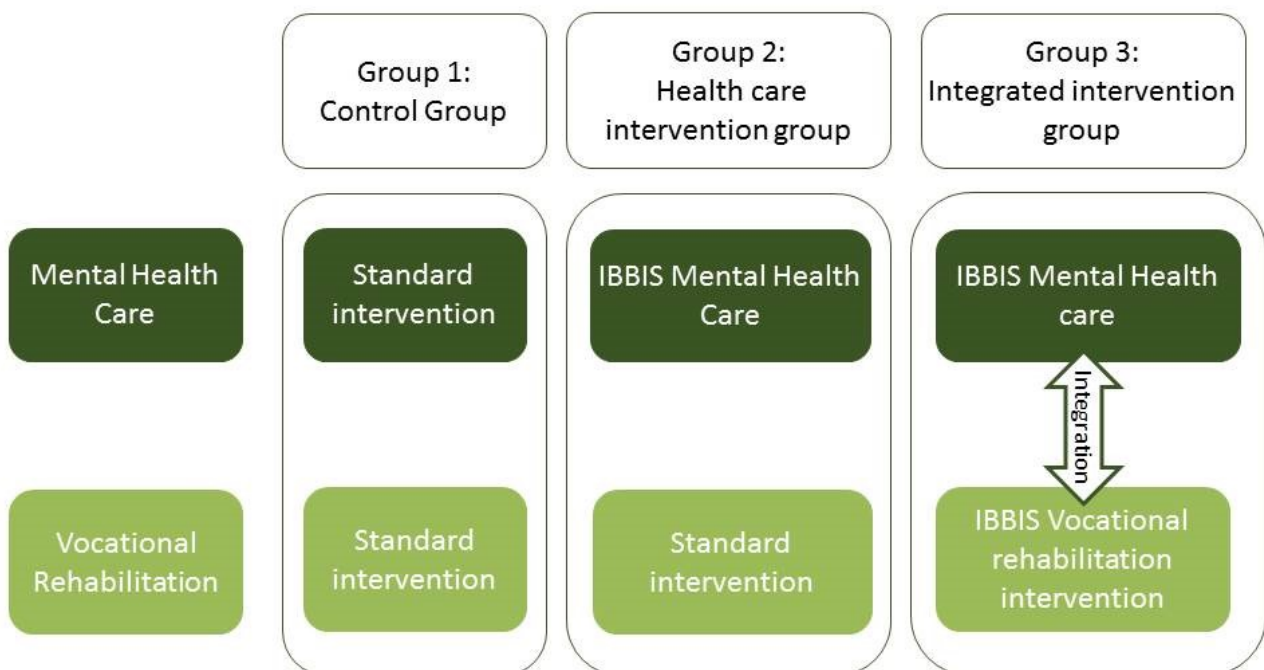 Group 1:
Control Group
Group 2:
Health care
intervention group
Group 3:
Integrated intervention
group
Mental Health
Care
Standard
intervention
IBBIS Mental Health
Care
IBBIS Mental Health
care
Integration
Vocational
Rehabilitation
Standard
intervention
Standard
intervention
IBBIS Vocational
rehabilitation
intervention